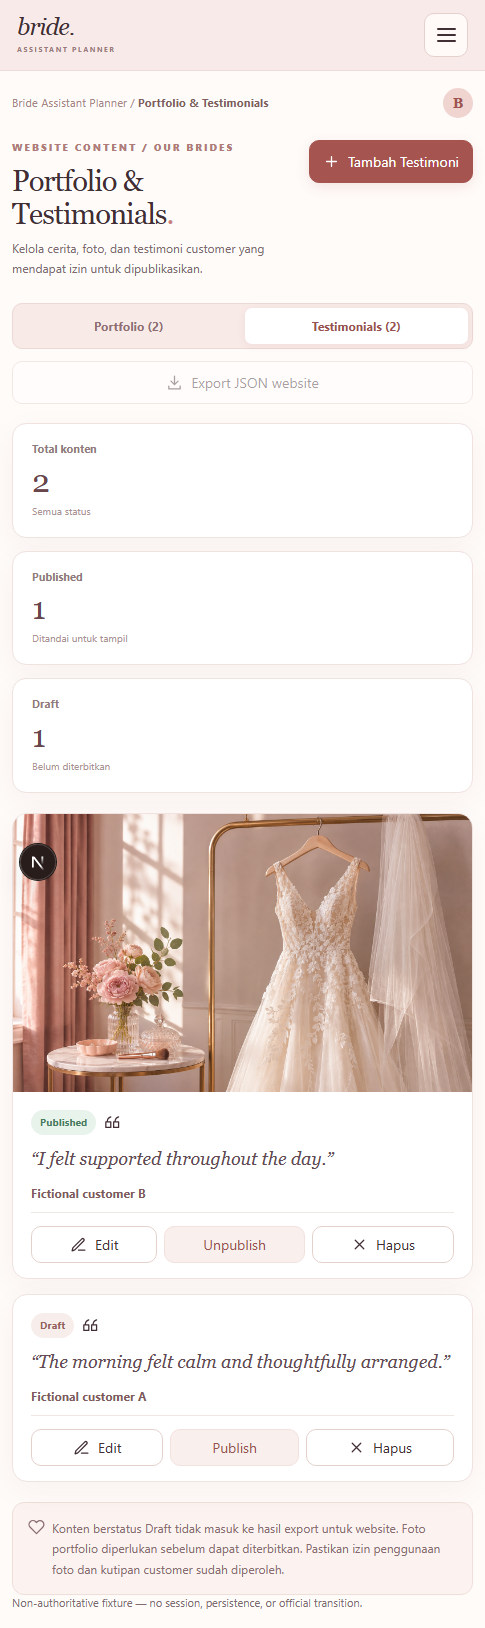 bride.
ASSISTANT PLANNER
Bride Assistant Planner / Portfolio & Testimonials
B
WEBSITE CONTENT / OUR BRIDES
Portfolio &
Testimonials.
+ Tambah Testimoni
Kelola cerita, foto, dan testimoni customer yang
mendapat izin untuk dipublikasikan.
Portfolio (2)
Testimonials (2)
Export JSON website
Total konten
2
Semua status
Published
1
Ditandai untuk tampil
Draft
1
Belum diterbitkan
N
Published
“I felt supported throughout the day.”
Fictional customer B
Edit
Unpublish
Hapus
Draft
“The morning felt calm and thoughtfully arranged.”
Fictional customer A
Edit
Publish
Hapus
Konten berstatus Draft tidak masuk ke hasil export untuk website. Foto
portfolio diperlukan sebelum dapat diterbitkan. Pastikan izin penggunaan
foto dan kutipan customer sudah diperoleh.
Non-authoritative fixture — no session, persistence, or official transition.